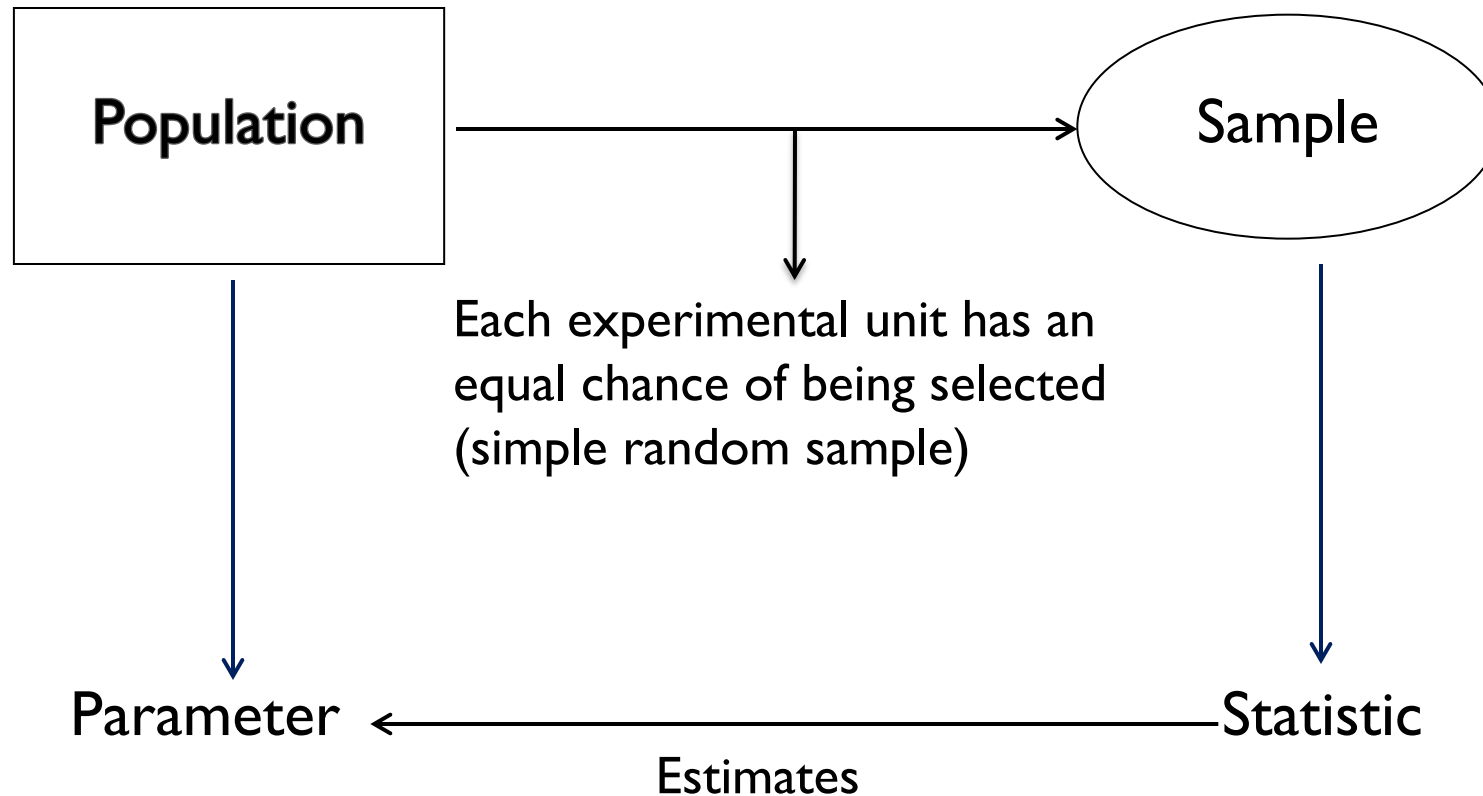 Population
Sample
Each experimental unit has an
equal chance of being selected
(simple random sample)
Parameter
Statistic
Estimates